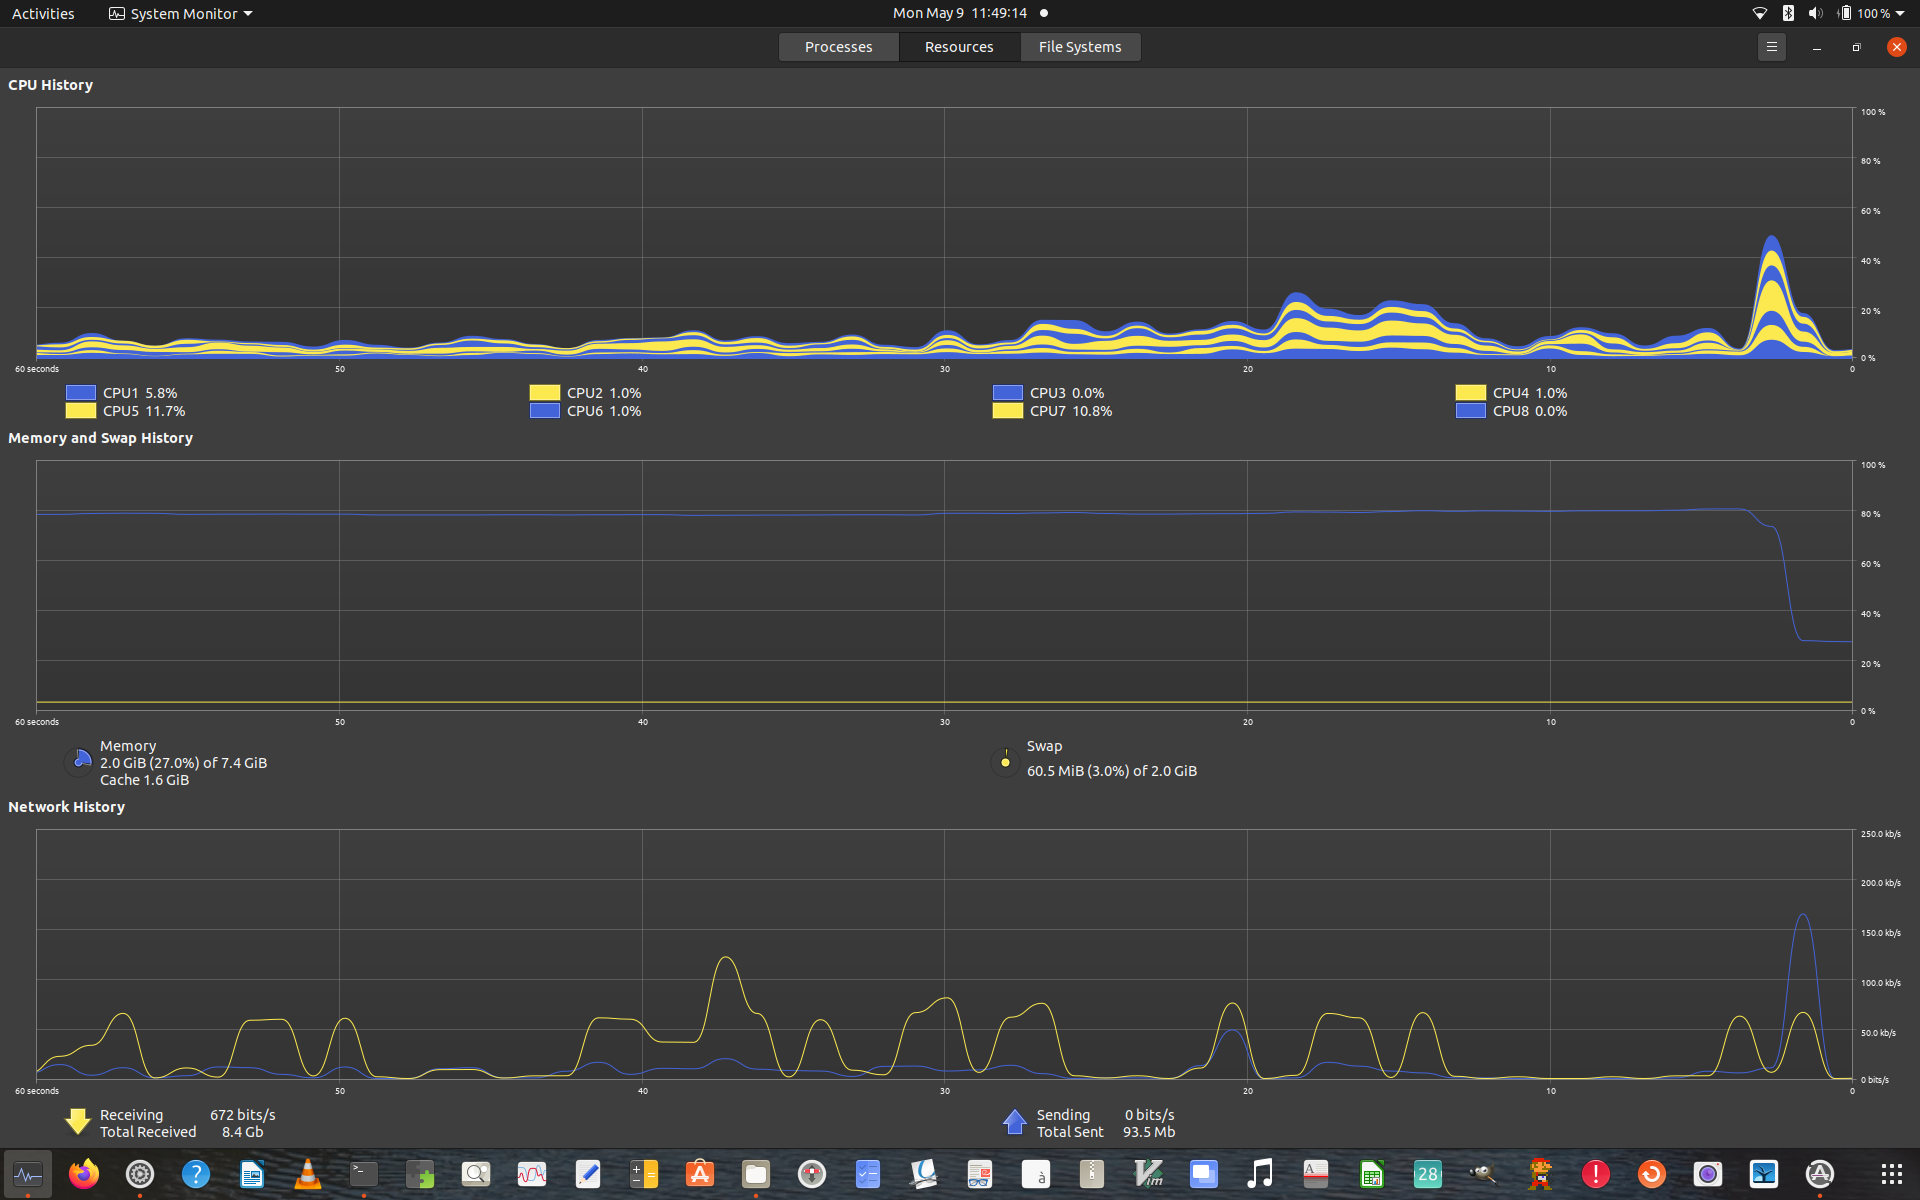 Activities System Monitor Mon May 9 11:49:14 100 %
Processes Resources File Systems
CPU History
100 %
80 %
60 %
40 %
20 %
0 %
60 seconds 50 40 30 20 10 0
CPU1 5.8% CPU2 1.0% CPU3 0.0% CPU4 1.0%
CPU5 11.7% CPU6 1.0% CPU7 10.8% CPU8 0.0%
Memory and Swap History
100 %
80 %
60 %
40 %
20 %
0 %
60 seconds 50 40 30 20 10 0
Memory Swap
2.0 GiB (27.0%) of 7.4 GiB 60.5 MiB (3.0%) of 2.0 GiB
Cache 1.6 GiB
Network History
250.0 kb/s
200.0 kb/s
150.0 kb/s
100.0 kb/s
50.0 kb/s
0 bits/s
60 seconds 50 40 30 20 10 0
Receiving 672 bits/s Sending 0 bits/s
Total Received 8.4 Gb Total Sent 93.5 Mb
? >_ A à Vim A 28 !